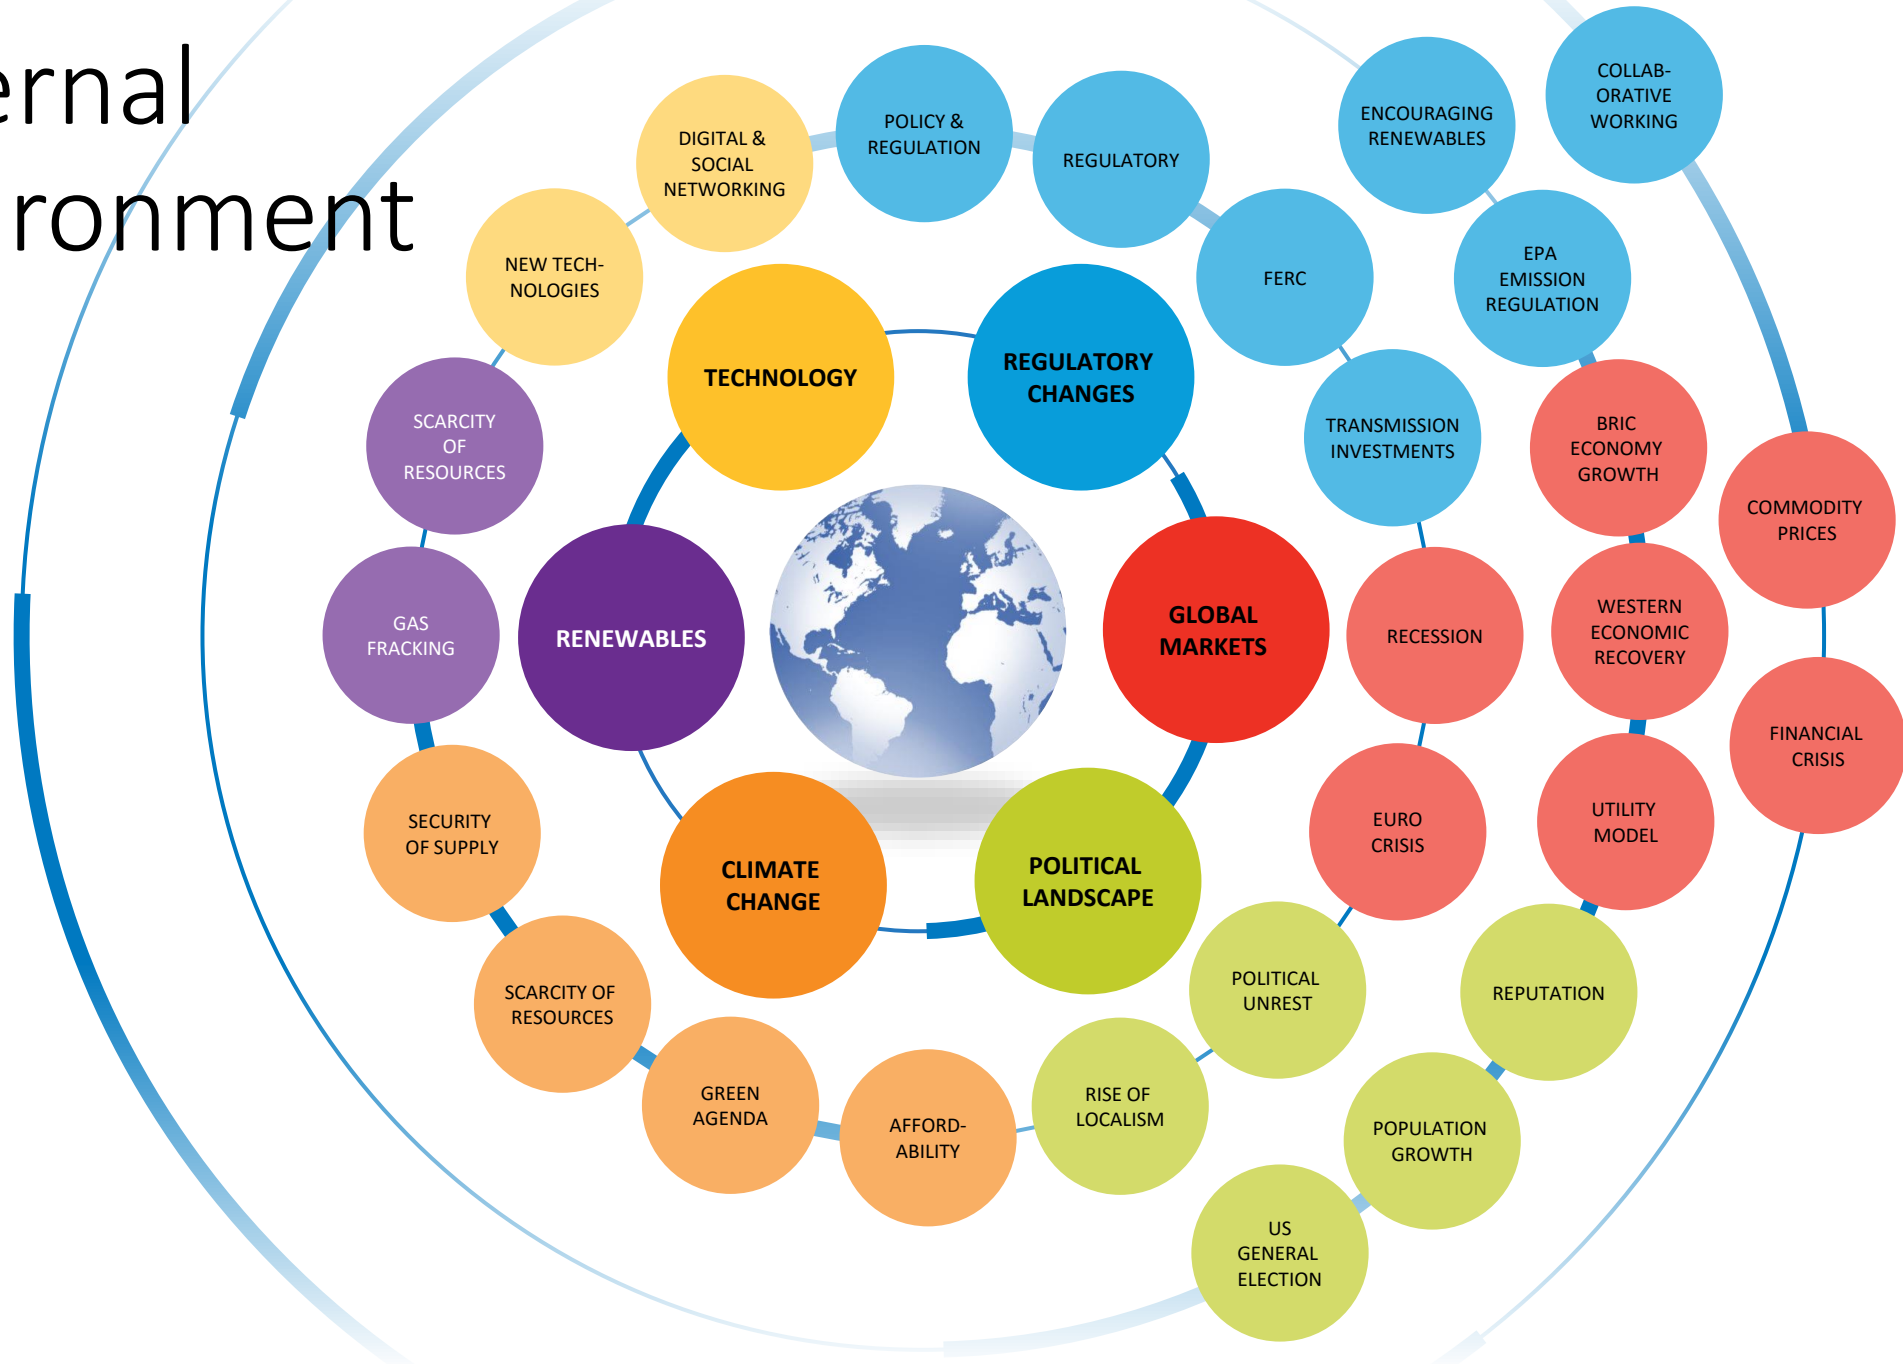 ernal
ronment
COLLAB-
ORATIVE
WORKING
ENCOURAGING
RENEWABLES
POLICY &
REGULATION
DIGITAL &
SOCIAL
NETWORKING
REGULATORY
NEW TECH-
NOLOGIES
FERC
EPA
EMISSION
REGULATION
TECHNOLOGY
REGULATORY
CHANGES
SCARCITY
OF
RESOURCES
TRANSMISSION
INVESTMENTS
BRIC
ECONOMY
GROWTH
COMMODITY
PRICES
GAS
FRACKING
RENEWABLES
GLOBAL
MARKETS
RECESSION
WESTERN
ECONOMIC
RECOVERY
FINANCIAL
CRISIS
SECURITY
OF SUPPLY
CLIMATE
CHANGE
POLITICAL
LANDSCAPE
EURO
CRISIS
UTILITY
MODEL
SCARCITY OF
RESOURCES
POLITICAL
UNREST
REPUTATION
GREEN
AGENDA
AFFORD-
ABILITY
RISE OF
LOCALISM
POPULATION
GROWTH
US
GENERAL
ELECTION